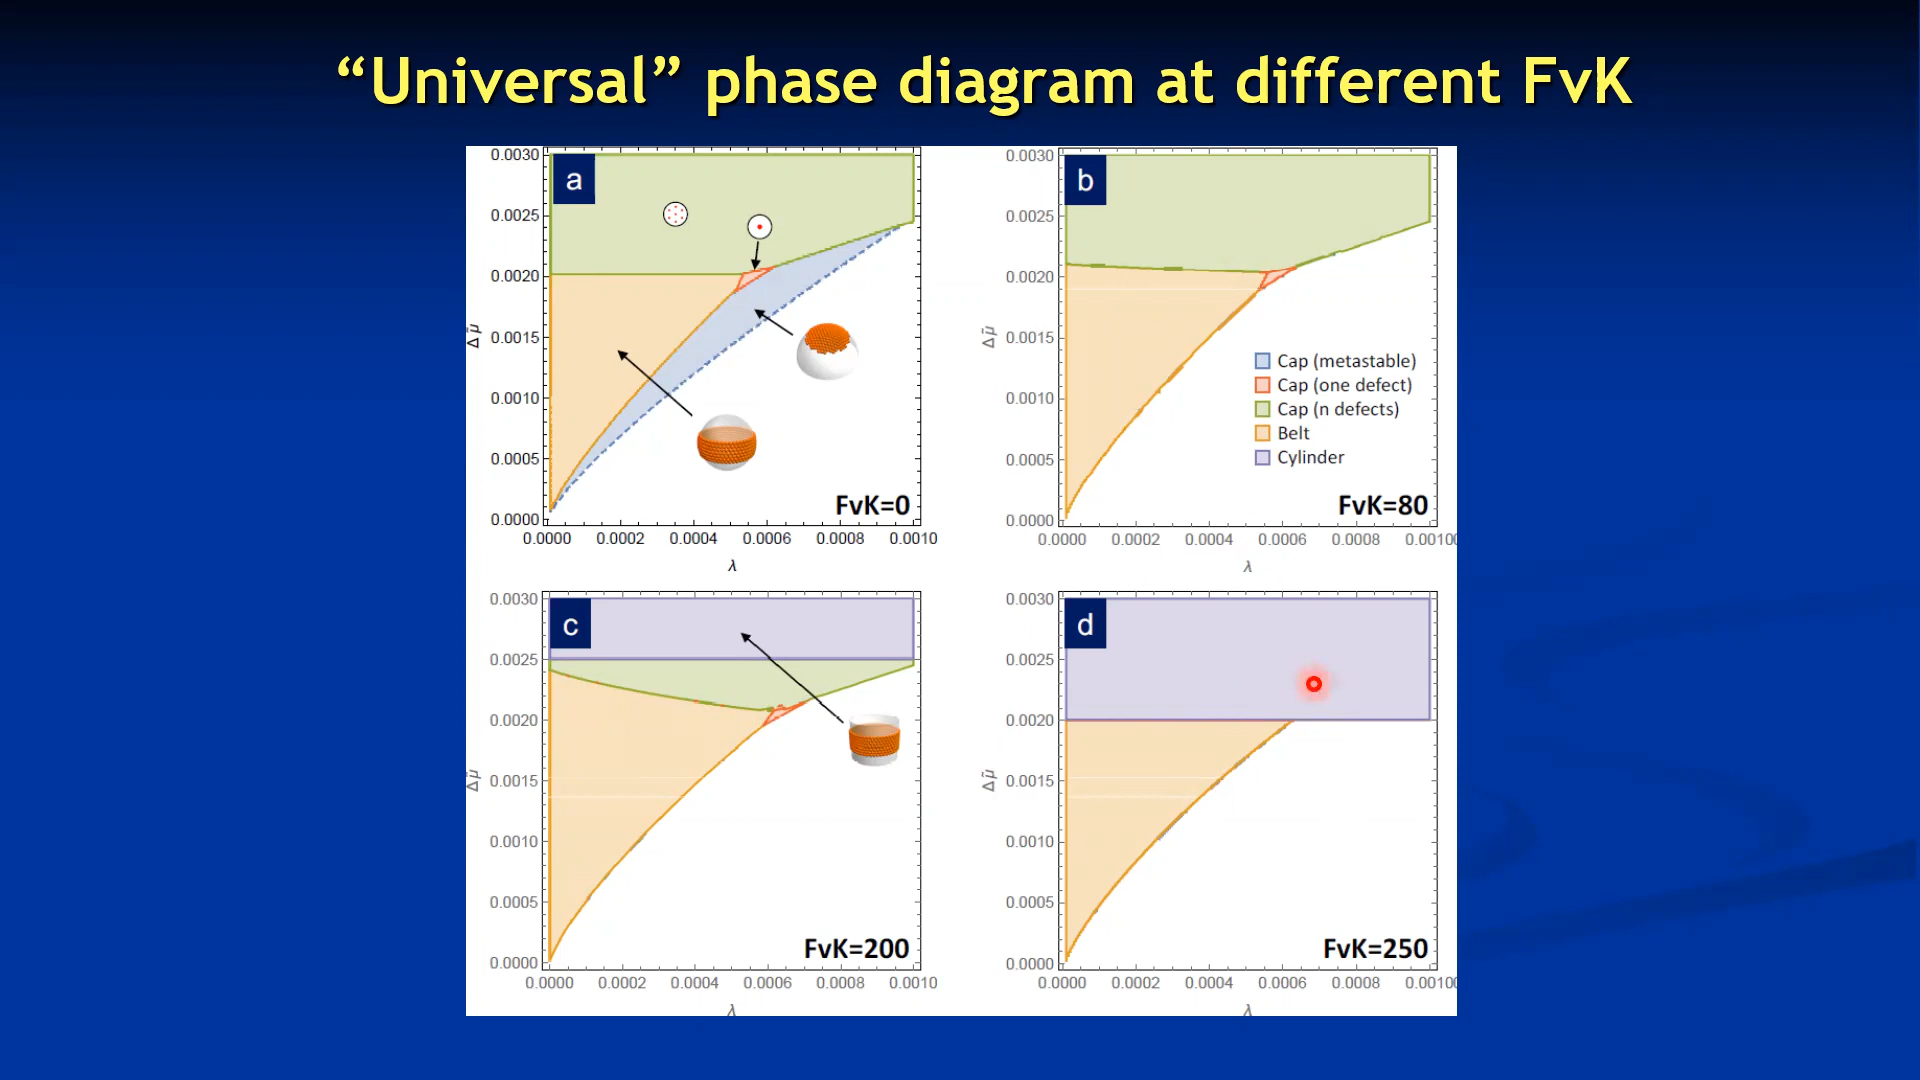 “Universal” phase diagram at different FvK
a
0.0030
0.0025
0.0020
0.0015
0.0010
0.0005
0.0000
Δμ̃
FvK=0
0.0000 0.0002 0.0004 0.0006 0.0008 0.0010
λ
b
0.0030
0.0025
0.0020
0.0015
0.0010
0.0005
0.0000
Δμ̃
Cap (metastable)
Cap (one defect)
Cap (n defects)
Belt
Cylinder
FvK=80
0.0000 0.0002 0.0004 0.0006 0.0008 0.0010
λ
c
0.0030
0.0025
0.0020
0.0015
0.0010
0.0005
0.0000
Δμ̃
FvK=200
0.0000 0.0002 0.0004 0.0006 0.0008 0.0010
λ
d
0.0030
0.0025
0.0020
0.0015
0.0010
0.0005
0.0000
Δμ̃
FvK=250
0.0000 0.0002 0.0004 0.0006 0.0008 0.0010
λ